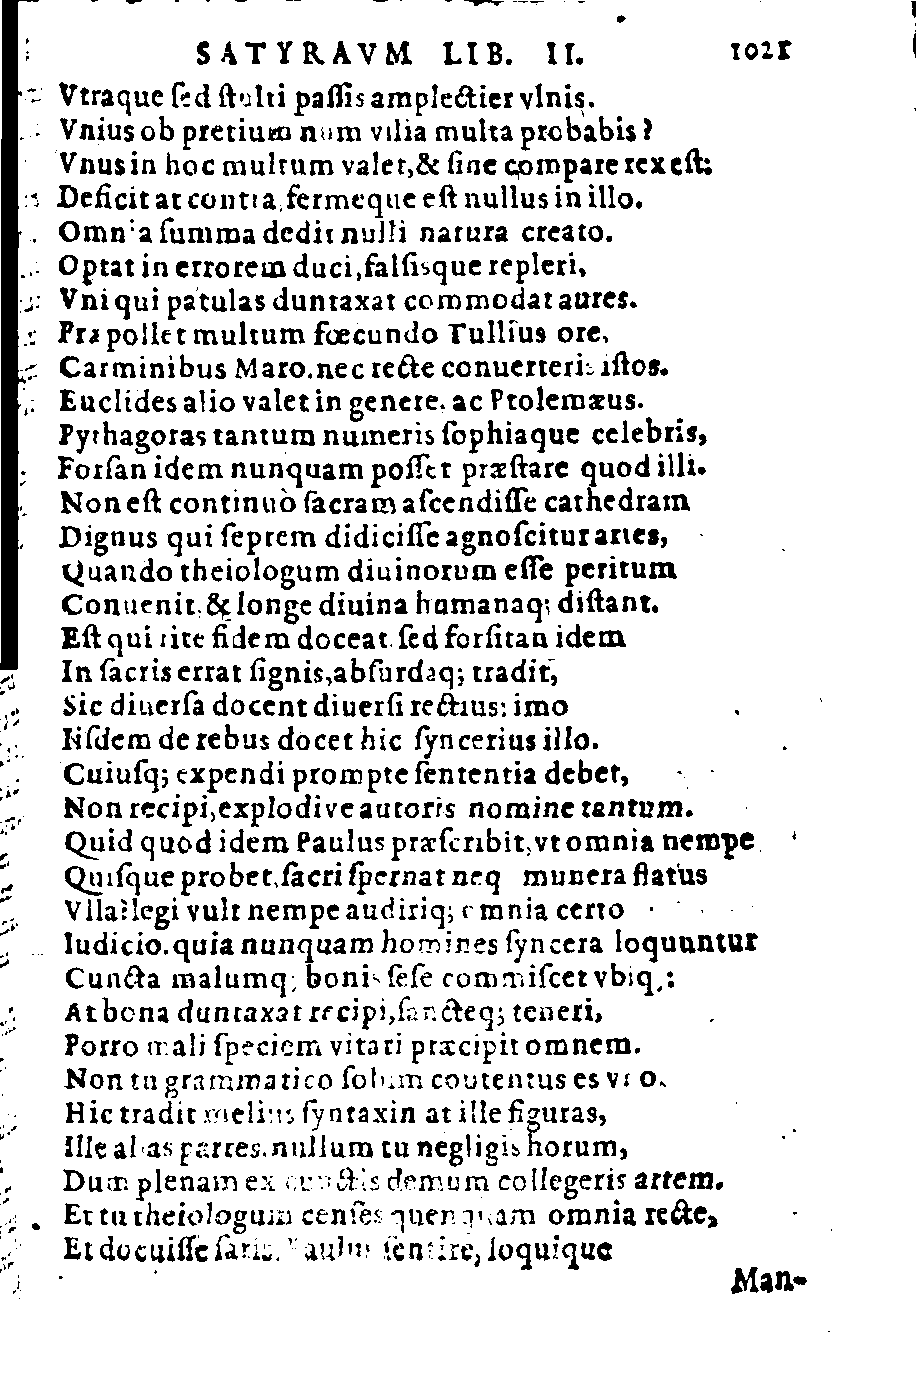 SATYRAVM LIB. II. 1021
Vtraque ſed ſtulti paſſis amplectier vlnis.
Vnius ob pretium num vilia multa probabis?
Vnus in hoc multum valet, & ſine compare rex eſt:
Deficit at contra, fermeque eſt nullus in illo.
Omnia ſumma dedit nulli natura creato.
Optat in errorem duci, falſiſque repleri,
Vni qui patulas duntaxat commodat aures.
Præpollet multum fœcundo Tullius ore,
Carminibus Maro. nec recte conuerteris iſtos.
Euclides alio valet in genere. ac Ptolemæus.
Pythagoras tantum numeris ſophiaque celebris,
Forſan idem nunquam poſſet præſtare quod illi.
Non eſt continuò ſacram aſcendiſſe cathedram
Dignus qui ſeptem didiciſſe agnoſcitur artes,
Quando theiologum diuinorum eſſe peritum
Conuenit. & longe diuina humanaq; diſtant.
Eſt qui rite fidem doceat. ſed forſitan idem
In ſacris errat ſignis, abſurdaq; tradit,
Sic diuerſa docent diuerſi rectius: imo
Iiſdem de rebus docet hic ſyncerius illo.
Cuiuſq; expendi prompte ſententia debet,
Non recipi, explodive autoris nomine tantum.
Quid quod idem Paulus præſcribit, vt omnia nempe
Quiſque probet, ſacri ſpernat neq munera flatus
Vlla? legi vult nempe audiriq; omnia certo
Iudicio. quia nunquam homines ſyncera loquuntur
Cuncta malumq; bonis ſeſe commiſcet vbiq;:
At bona duntaxat recipi, ſancteq; teneri,
Porro mali ſpeciem vitari præcipit omnem.
Non tu grammatico ſolum coutentus es vno.
Hic tradit melius ſyntaxin at ille figuras,
Ille alias partes. nullum tu negligis horum,
Dum plenam ex cunctis demum collegeris artem.
Et tu theiologum cenſes quenquam omnia recte,
Et docuiſſe ſatis. Paulus ſentire, loquique
Man-